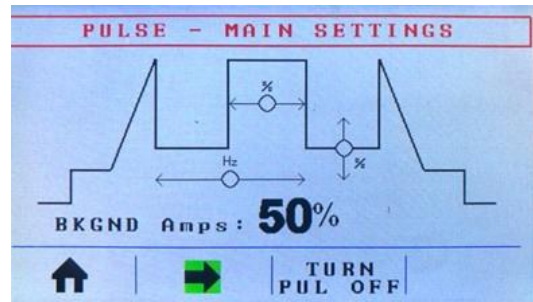 PULSE - MAIN SETTINGS
%
Hz
%
BKGND Amps: 50%
TURN
PUL OFF